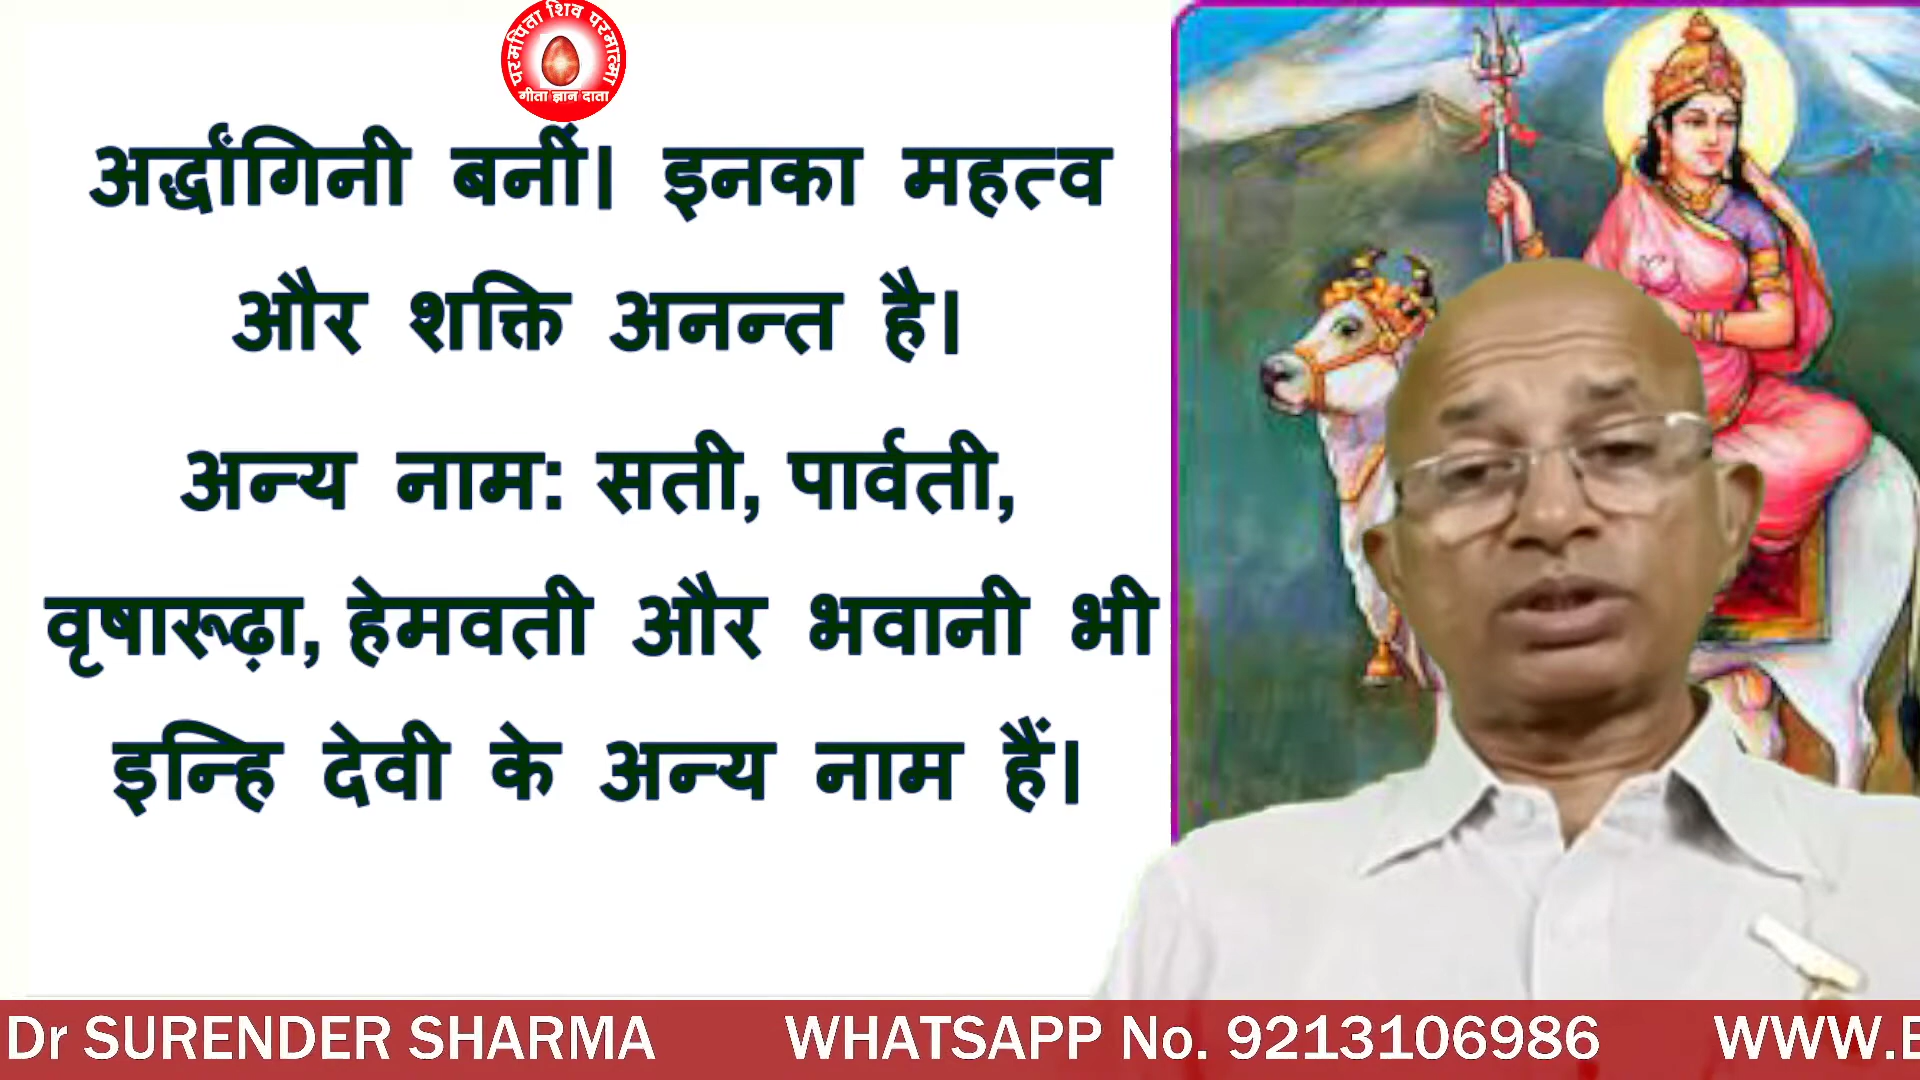 परमपिता शिव परमात्मा
गीता ज्ञान दाता
अर्द्धांगिनी बनीं। इनका महत्व
और शक्ति अनन्त है।
अन्य नाम: सती, पार्वती,
वृषारूढ़ा, हेमवती और भवानी भी
इन्हि देवी के अन्य नाम हैं।
Dr SURENDER SHARMA WHATSAPP No. 9213106986 WWW.E